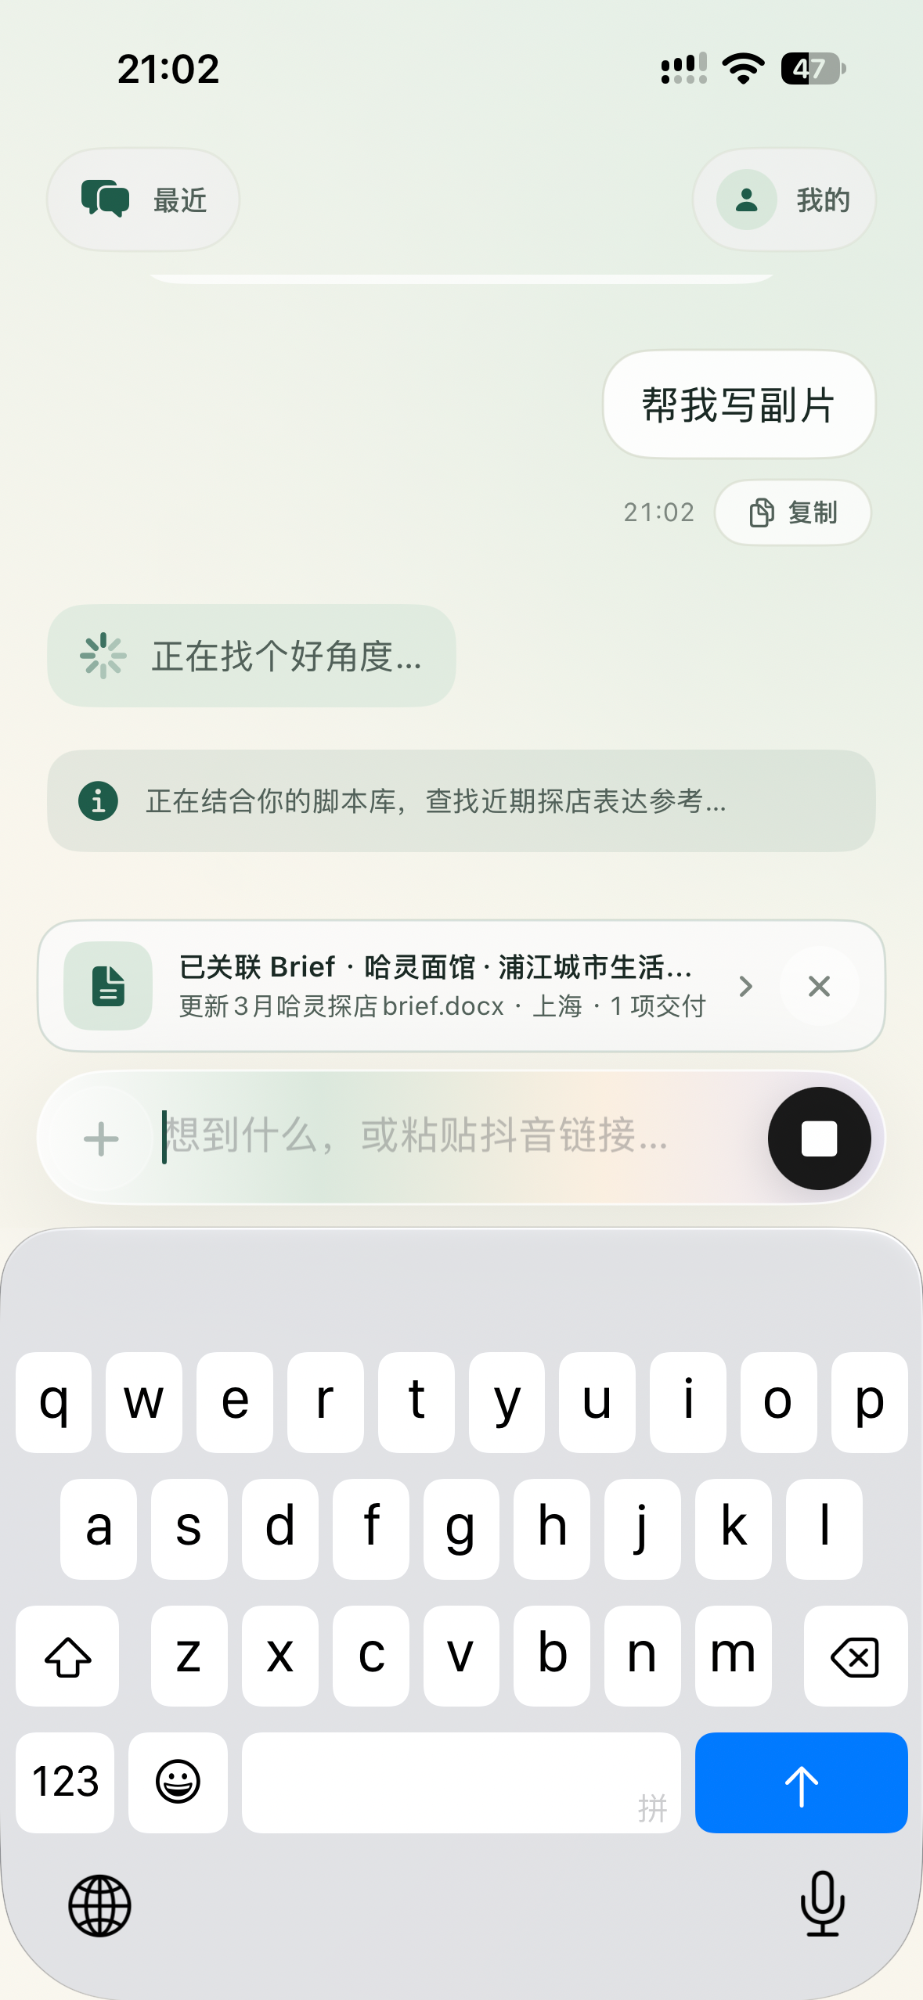 21:02
47
最近
我的
帮我写副片
21:02
复制
正在找个好角度...
正在结合你的脚本库，查找近期探店表达参考...
已关联 Brief · 哈灵面馆 · 浦江城市生活...
更新3月哈灵探店brief.docx · 上海 · 1 项交付
想到什么，或粘贴抖音链接...
q w e r t y u i o p
a s d f g h j k l
z x c v b n m
123
拼